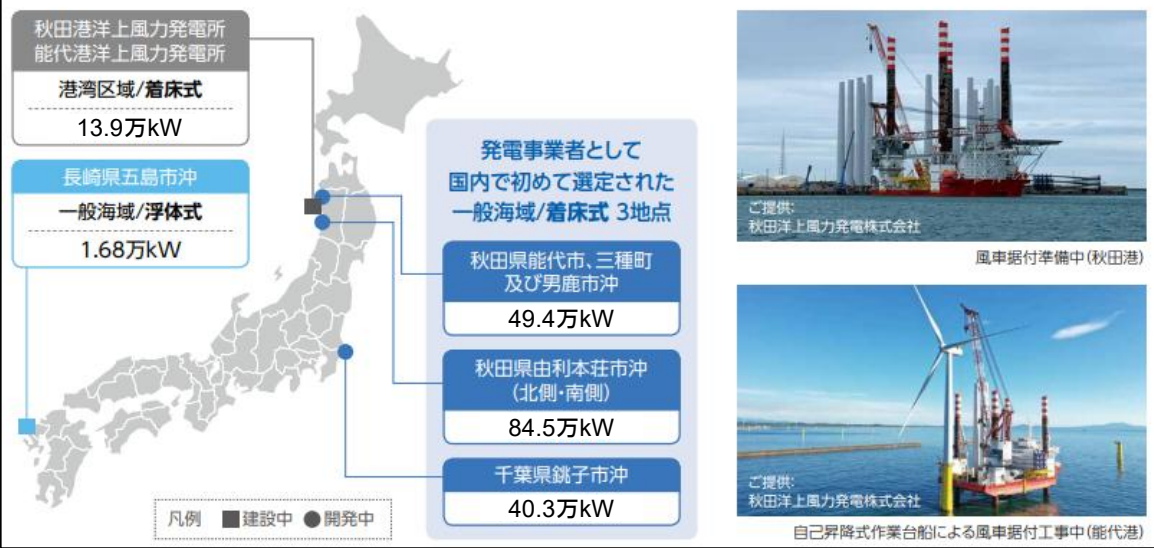 秋田港洋上風力発電所
能代港洋上風力発電所
港湾区域/着床式
13.9万kW
長崎県五島市沖
一般海域/浮体式
1.68万kW
発電事業者として
国内で初めて選定された
一般海域/着床式 3地点
秋田県能代市、三種町
及び男鹿市沖
49.4万kW
秋田県由利本荘市沖
(北側・南側)
84.5万kW
千葉県銚子市沖
40.3万kW
凡例 ■建設中 ●開発中
ご提供:
秋田洋上風力発電株式会社
風車据付準備中(秋田港)
ご提供:
秋田洋上風力発電株式会社
自己昇降式作業台船による風車据付工事中(能代港)